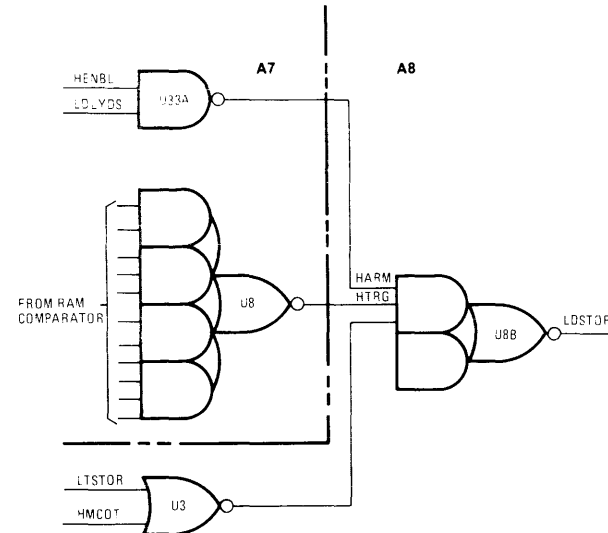 A7
A8
HENBL
LDLYDS
U33A
HARM
HTRG
FROM RAM
COMPARATOR
U8
U8B
LDSTOR
LTSTOR
U3
HMCOT